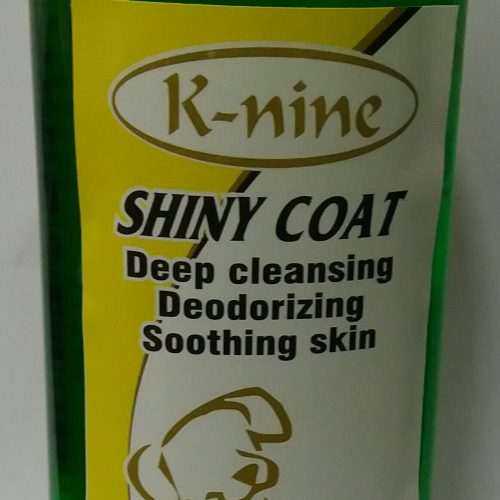 K-nine
SHINY COAT
Deep cleansing
Deodorizing
Soothing skin